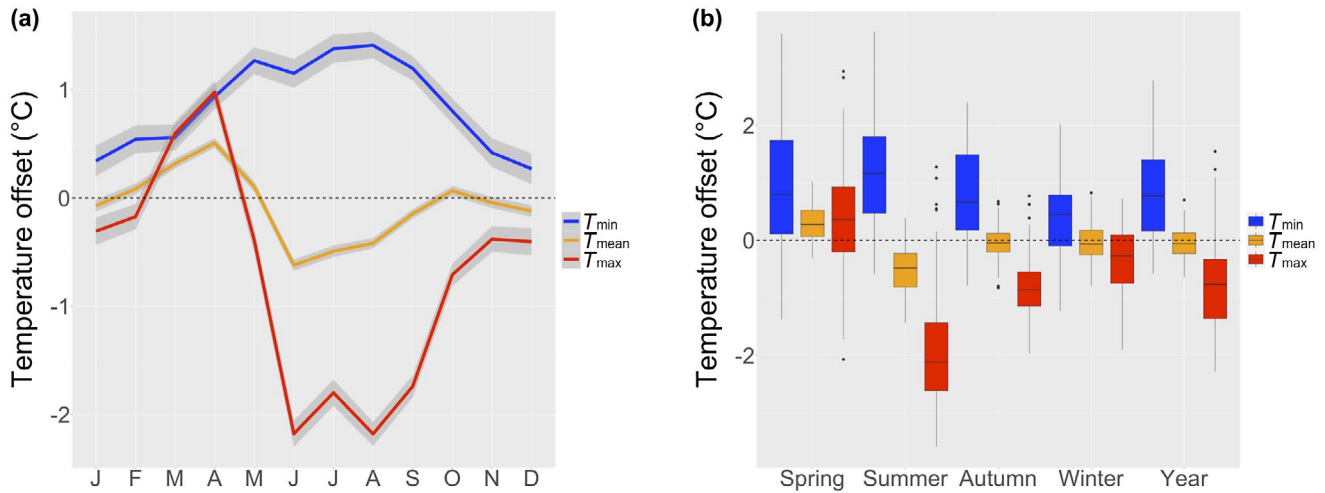 (a)
Temperature offset (°C)
1
0
-1
-2
J F M A M J J A S O N D
Tmin
Tmean
Tmax
(b)
Temperature offset (°C)
2
0
-2
Spring Summer Autumn Winter Year
Tmin
Tmean
Tmax